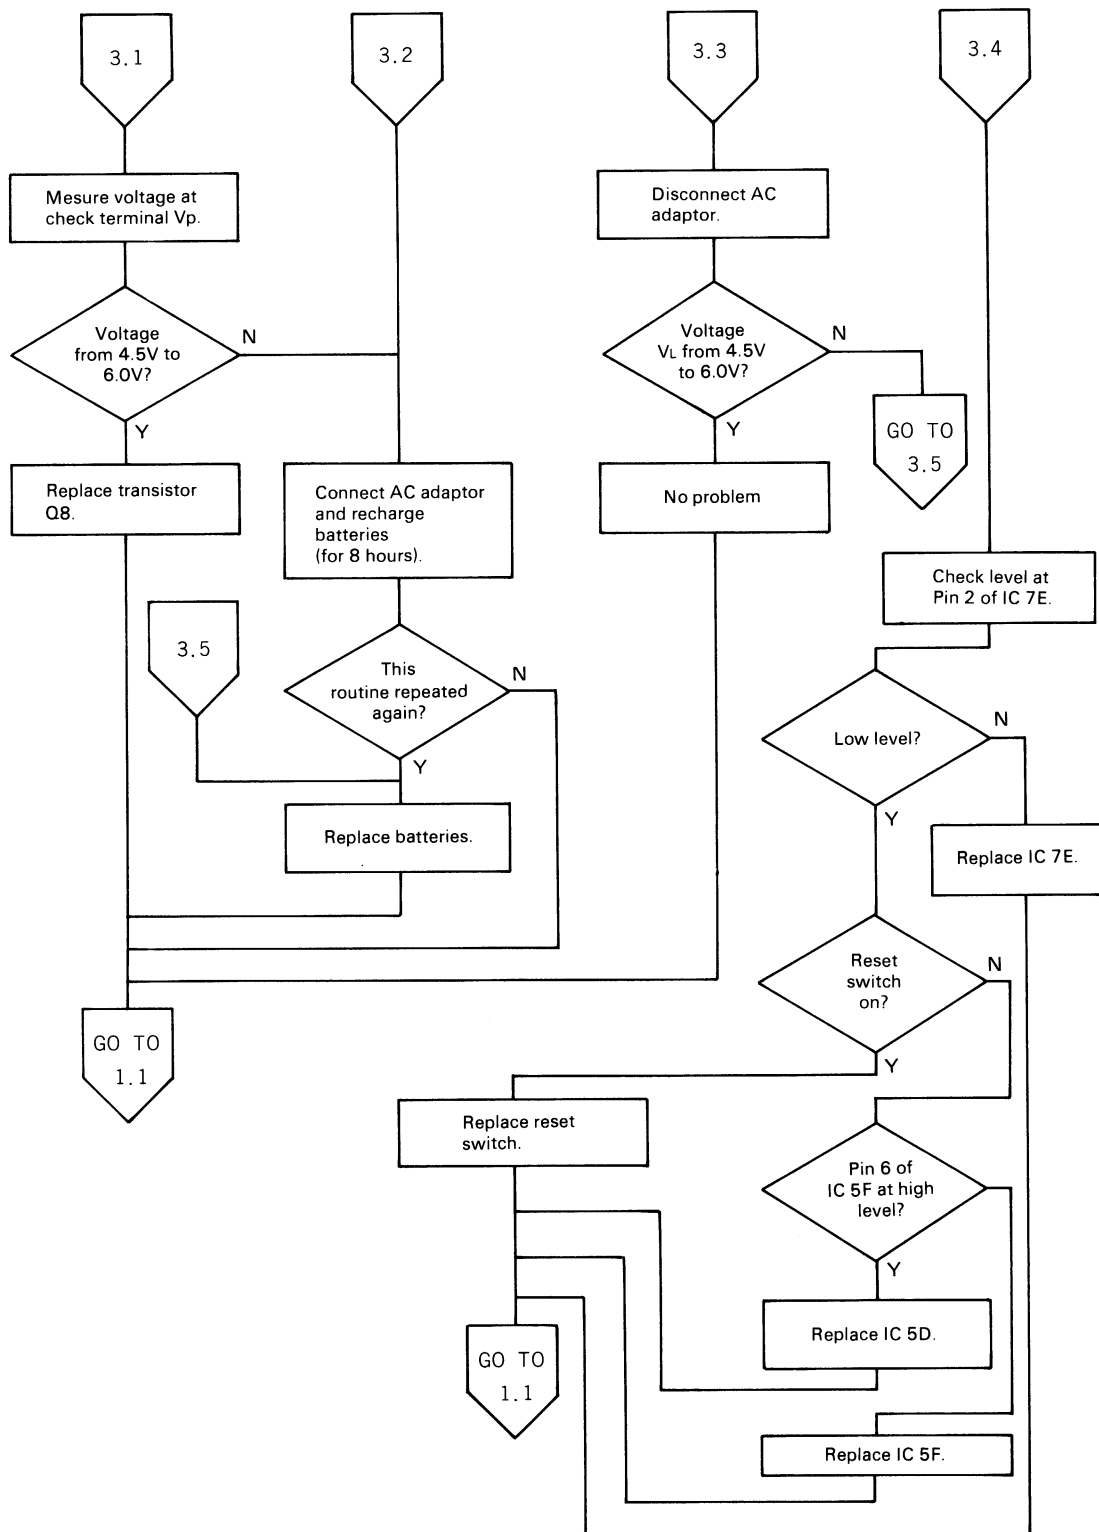 3.1
3.2
3.3
3.4
Mesure voltage at
check terminal Vp.
Disconnect AC
adaptor.
Voltage
from 4.5V to
6.0V?
N
Y
Voltage
VL from 4.5V
to 6.0V?
N
Y
GO TO
3.5
Replace transistor
Q8.
Connect AC adaptor
and recharge
batteries
(for 8 hours).
No problem
Check level at
Pin 2 of IC 7E.
3.5
This
routine repeated
again?
N
Y
Low level?
N
Y
Replace batteries.
Replace IC 7E.
Reset
switch
on?
N
Y
GO TO
1.1
Replace reset
switch.
Pin 6 of
IC 5F at high
level?
Y
Replace IC 5D.
GO TO
1.1
Replace IC 5F.